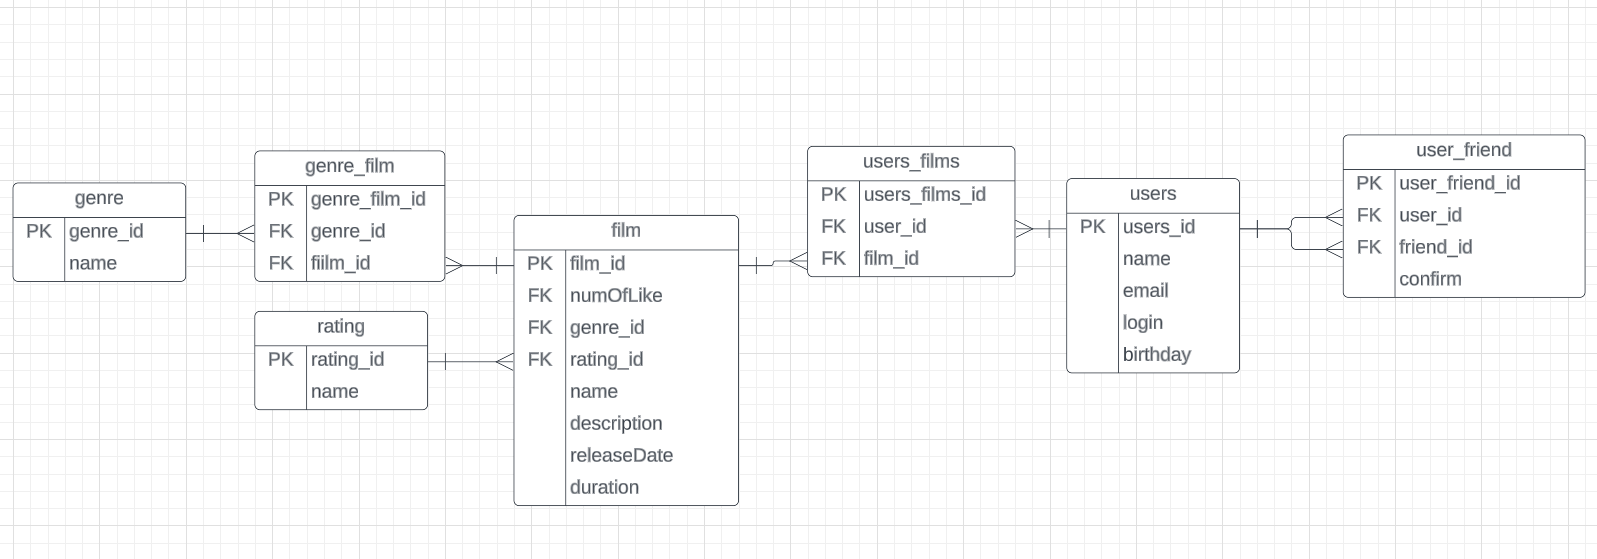 genre
PK genre_id
name
genre_film
PK genre_film_id
FK genre_id
FK fiilm_id
rating
PK rating_id
name
film
PK film_id
FK numOfLike
FK genre_id
FK rating_id
name
description
releaseDate
duration
users_films
PK users_films_id
FK user_id
FK film_id
users
PK users_id
name
email
login
birthday
user_friend
PK user_friend_id
FK user_id
FK friend_id
confirm